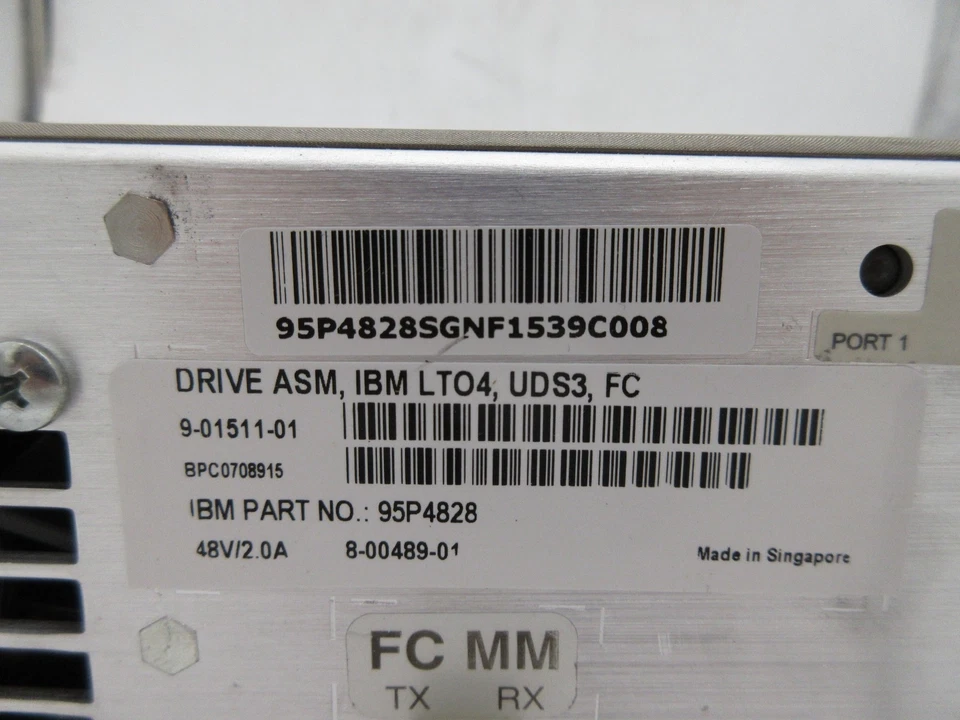 95P4828SGNF1539C008
PORT 1
DRIVE ASM, IBM LTO4, UDS3, FC
9-01511-01
BPC0708915
IBM PART NO.: 95P4828
48V/2.0A 8-00489-01 Made in Singapore
FC MM
TX RX